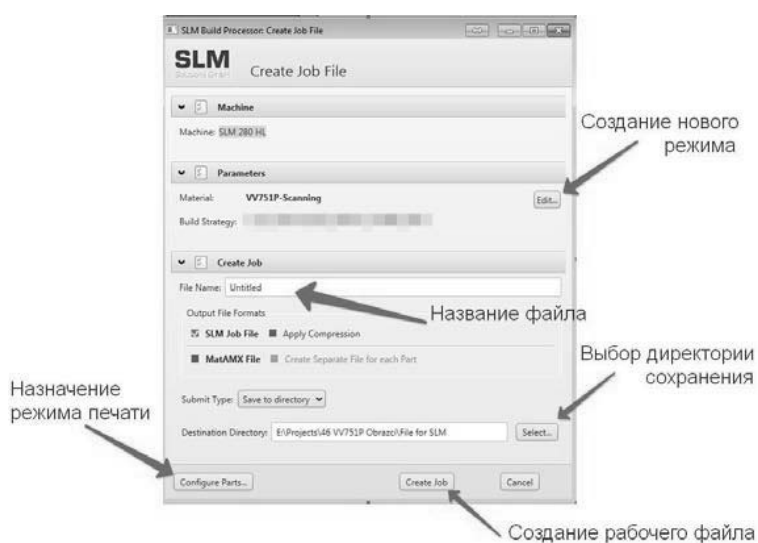 SLM Build Processor: Create Job File
SLM
Solutions GmbH
Create Job File
Machine
Machine: SLM 280 HL
Создание нового
режима
Parameters
Material: VV751P-Scanning
Edit...
Build Strategy:
Create Job
File Name: Untitled
Название файла
Output File Formats
SLM Job File Apply Compression
MatAMX File Create Separate File for each Part
Выбор директории
сохранения
Назначение
режима печати
Submit Type: Save to directory
Destination Directory: E:\Projects\46 VV751P Obrazci\File for SLM Select...
Configure Parts... Create Job Cancel
Создание рабочего файла